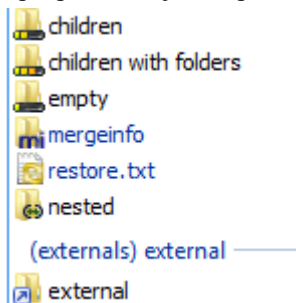 children
children with folders
empty
mergeinfo
restore.txt
nested
(externals) external
external